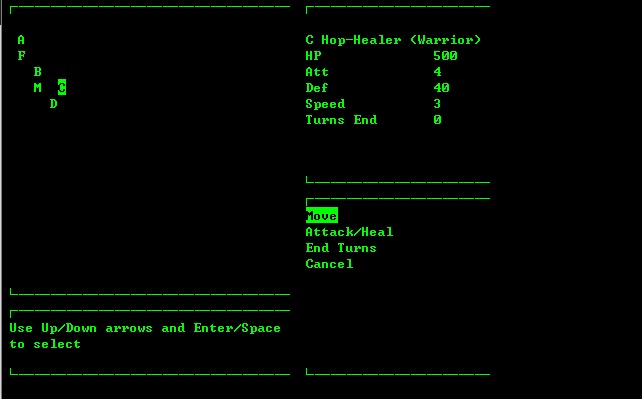 A
F
B
M C
D
Use Up/Down arrows and Enter/Space
to select
C Hop-Healer (Warrior)
HP 500
Att 4
Def 40
Speed 3
Turns End 0
Move
Attack/Heal
End Turns
Cancel